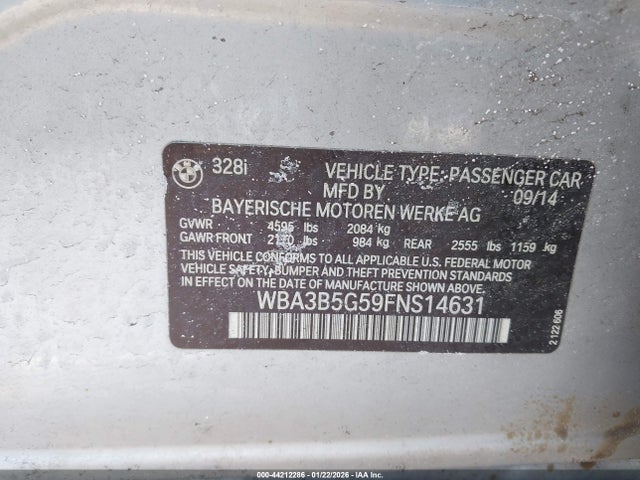 328i VEHICLE TYPE: PASSENGER CAR
MFD BY 09/14
BAYERISCHE MOTOREN WERKE AG
GVWR 4595 lbs 2084 kg
GAWR FRONT 2170 lbs 984 kg REAR 2555 lbs 1159 kg
THIS VEHICLE CONFORMS TO ALL APPLICABLE U.S. FEDERAL MOTOR
VEHICLE SAFETY, BUMPER AND THEFT PREVENTION STANDARDS
IN EFFECT ON THE DATE OF MANUFACTURE SHOWN ABOVE.
WBA3B5G59FNS14631
2 122 606
000-44212286 - 01/22/2026 - IAA Inc.